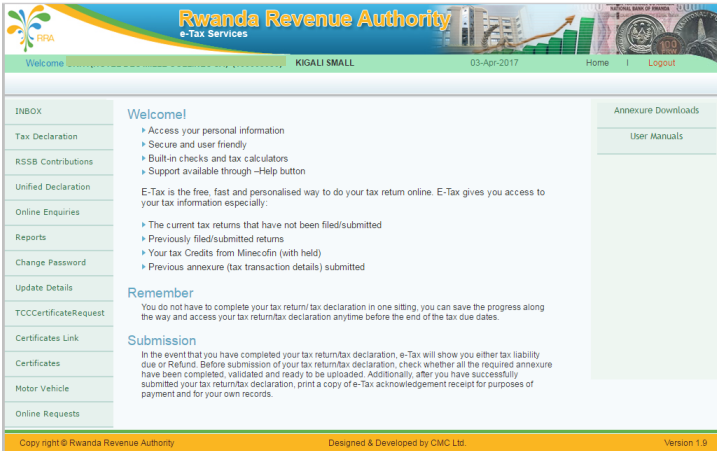 Rwanda Revenue Authority
e-Tax Services
RRA
NATIONAL BANK OF RWANDA
Welcome
KIGALI SMALL
03-Apr-2017
Home I Logout
INBOX
Tax Declaration
RSSB Contributions
Unified Declaration
Online Enquiries
Reports
Change Password
Update Details
TCCCertificateRequest
Certificates Link
Certificates
Motor Vehicle
Online Requests
Welcome!
Access your personal information
Secure and user friendly
Built-in checks and tax calculators
Support available through –Help button
E-Tax is the free, fast and personalised way to do your tax return online. E-Tax gives you access to
your tax information especially:
The current tax returns that have not been filed/submitted
Previously filed/submitted returns
Your tax Credits from Minecofin (with held)
Previous annexure (tax transaction details) submitted
Remember
You do not have to complete your tax return/ tax declaration in one sitting, you can save the progress along
the way and access your tax return/tax declaration anytime before the end of the tax due dates.
Submission
In the event that you have completed your tax return/tax declaration, e-Tax will show you either tax liability
due or Refund. Before submission of your tax return/tax declaration, check whether all the required annexure
have been completed, validated and ready to be uploaded. Additionally, after you have successfully
submitted your tax return/tax declaration, print a copy of e-Tax acknowledgement receipt for purposes of
payment and for your own records.
Annexure Downloads
User Manuals
Copy right © Rwanda Revenue Authority
Designed & Developed by CMC Ltd.
Version 1.9